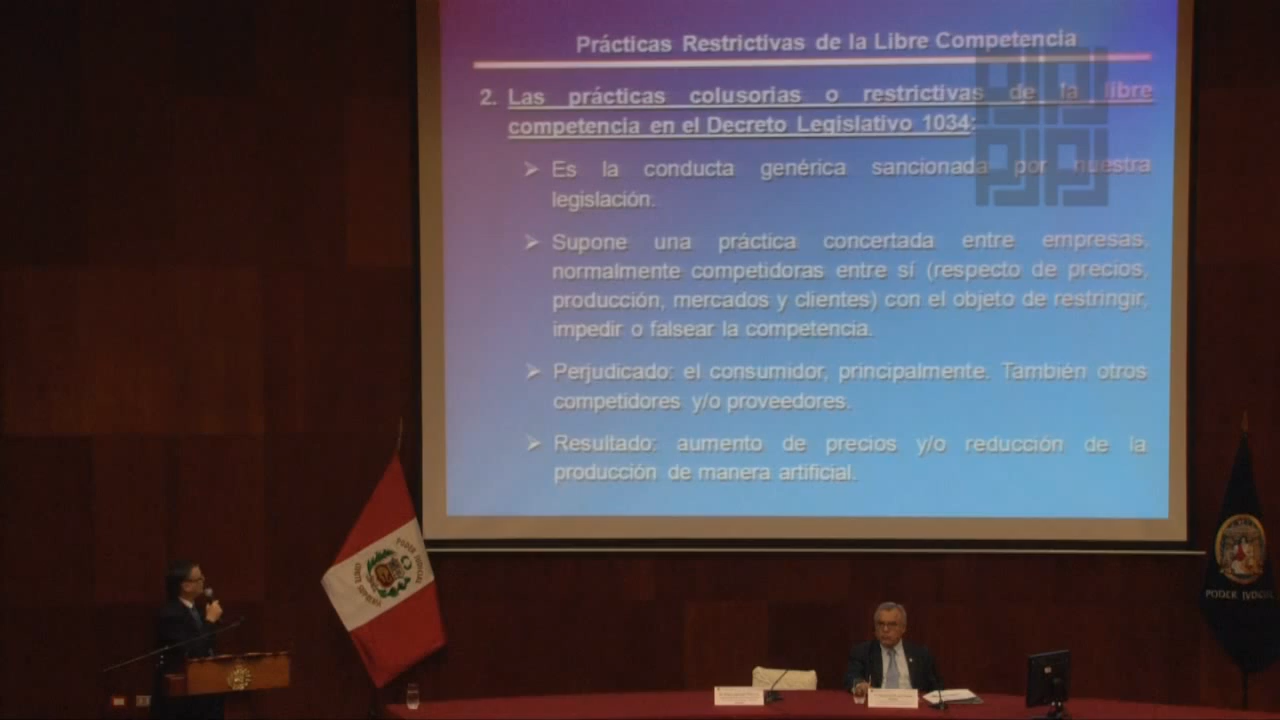 Prácticas Restrictivas de la Libre Competencia
2. Las prácticas colusorias o restrictivas de la libre
competencia en el Decreto Legislativo 1034:
Es la conducta genérica sancionada por nuestra
legislación.
Supone una práctica concertada entre empresas,
normalmente competidoras entre sí (respecto de precios,
producción, mercados y clientes) con el objeto de restringir,
impedir o falsear la competencia.
Perjudicado: el consumidor, principalmente. También otros
competidores y/o proveedores.
Resultado: aumento de precios y/o reducción de la
producción de manera artificial.
PODER